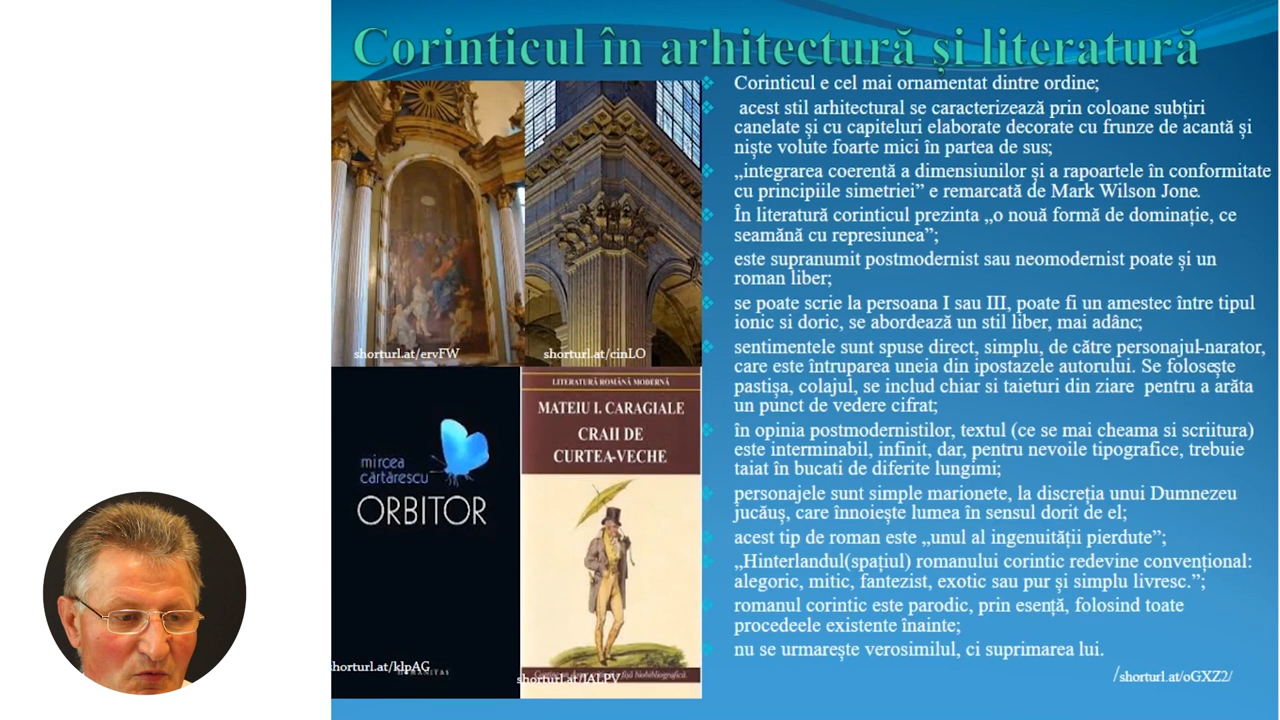 Corinticul în arhitectură și literatură
Corinticul e cel mai ornamentat dintre ordine;
acest stil arhitectural se caracterizează prin coloane subțiri
canelate și cu capiteluri elaborate decorate cu frunze de acantă și
niște volute foarte mici în partea de sus;
„integrarea coerentă a dimensiunilor și a rapoartele în conformitate
cu principiile simetriei” e remarcată de Mark Wilson Jone.
În literatură corinticul prezinta „o nouă formă de dominație, ce
seamănă cu represiunea”;
este supranumit postmodernist sau neomodernist poate și un
roman liber;
se poate scrie la persoana I sau III, poate fi un amestec între tipul
ionic si doric, se abordează un stil liber, mai adânc;
sentimentele sunt spuse direct, simplu, de către personajul-narator,
care este întruparea uneia din ipostazele autorului. Se folosește
pastișa, colajul, se includ chiar si taieturi din ziare pentru a arăta
un punct de vedere cifrat;
în opinia postmodernistilor, textul (ce se mai cheama si scriitura)
este interminabil, infinit, dar, pentru nevoile tipografice, trebuie
taiat în bucati de diferite lungimi;
personajele sunt simple marionete, la discreția unui Dumnezeu
jucăuș, care înnoiește lumea în sensul dorit de el;
acest tip de roman este „unul al ingenuității pierdute”;
„Hinterlandul(spațiul) romanului corintic redevine convențional:
alegoric, mitic, fantezist, exotic sau pur și simplu livresc.”;
romanul corintic este parodic, prin esență, folosind toate
procedeele existente înainte;
nu se urmarește verosimilul, ci suprimarea lui.
/shorturl.at/oGXZ2/
shorturl.at/ervFW
shorturl.at/cinLO
mircea
cărtărescu
ORBITOR
HUMANITAS
shorturl.at/klpAG
LITERATURĂ ROMÂNĂ MODERNĂ
MATEIU I. CARAGIALE
CRAII DE
CURTEA-VECHE
shorturl.at/IALPV